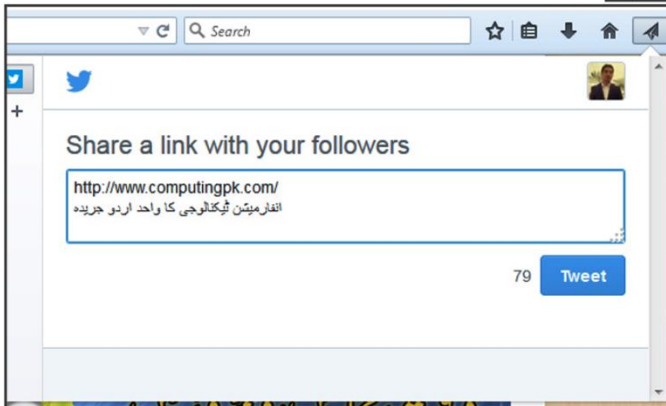 Search
Share a link with your followers
http://www.computingpk.com/
انفارمیشن ٹیکنالوجی کا واحد اردو جریدہ
79
Tweet